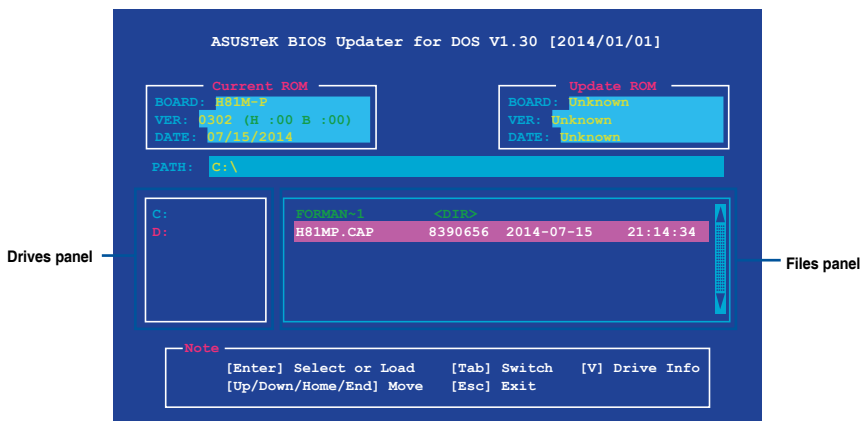 ASUSTeK BIOS Updater for DOS V1.30 [2014/01/01]
Current ROM
BOARD: H81M-P
VER: 0302 (H :00 B :00)
DATE: 07/15/2014
Update ROM
BOARD: Unknown
VER: Unknown
DATE: Unknown
PATH: C:\
C:
D:
FORMAN~1 <DIR>
H81MP.CAP 8390656 2014-07-15 21:14:34
Drives panel
Files panel
Note
[Enter] Select or Load [Tab] Switch [V] Drive Info
[Up/Down/Home/End] Move [Esc] Exit